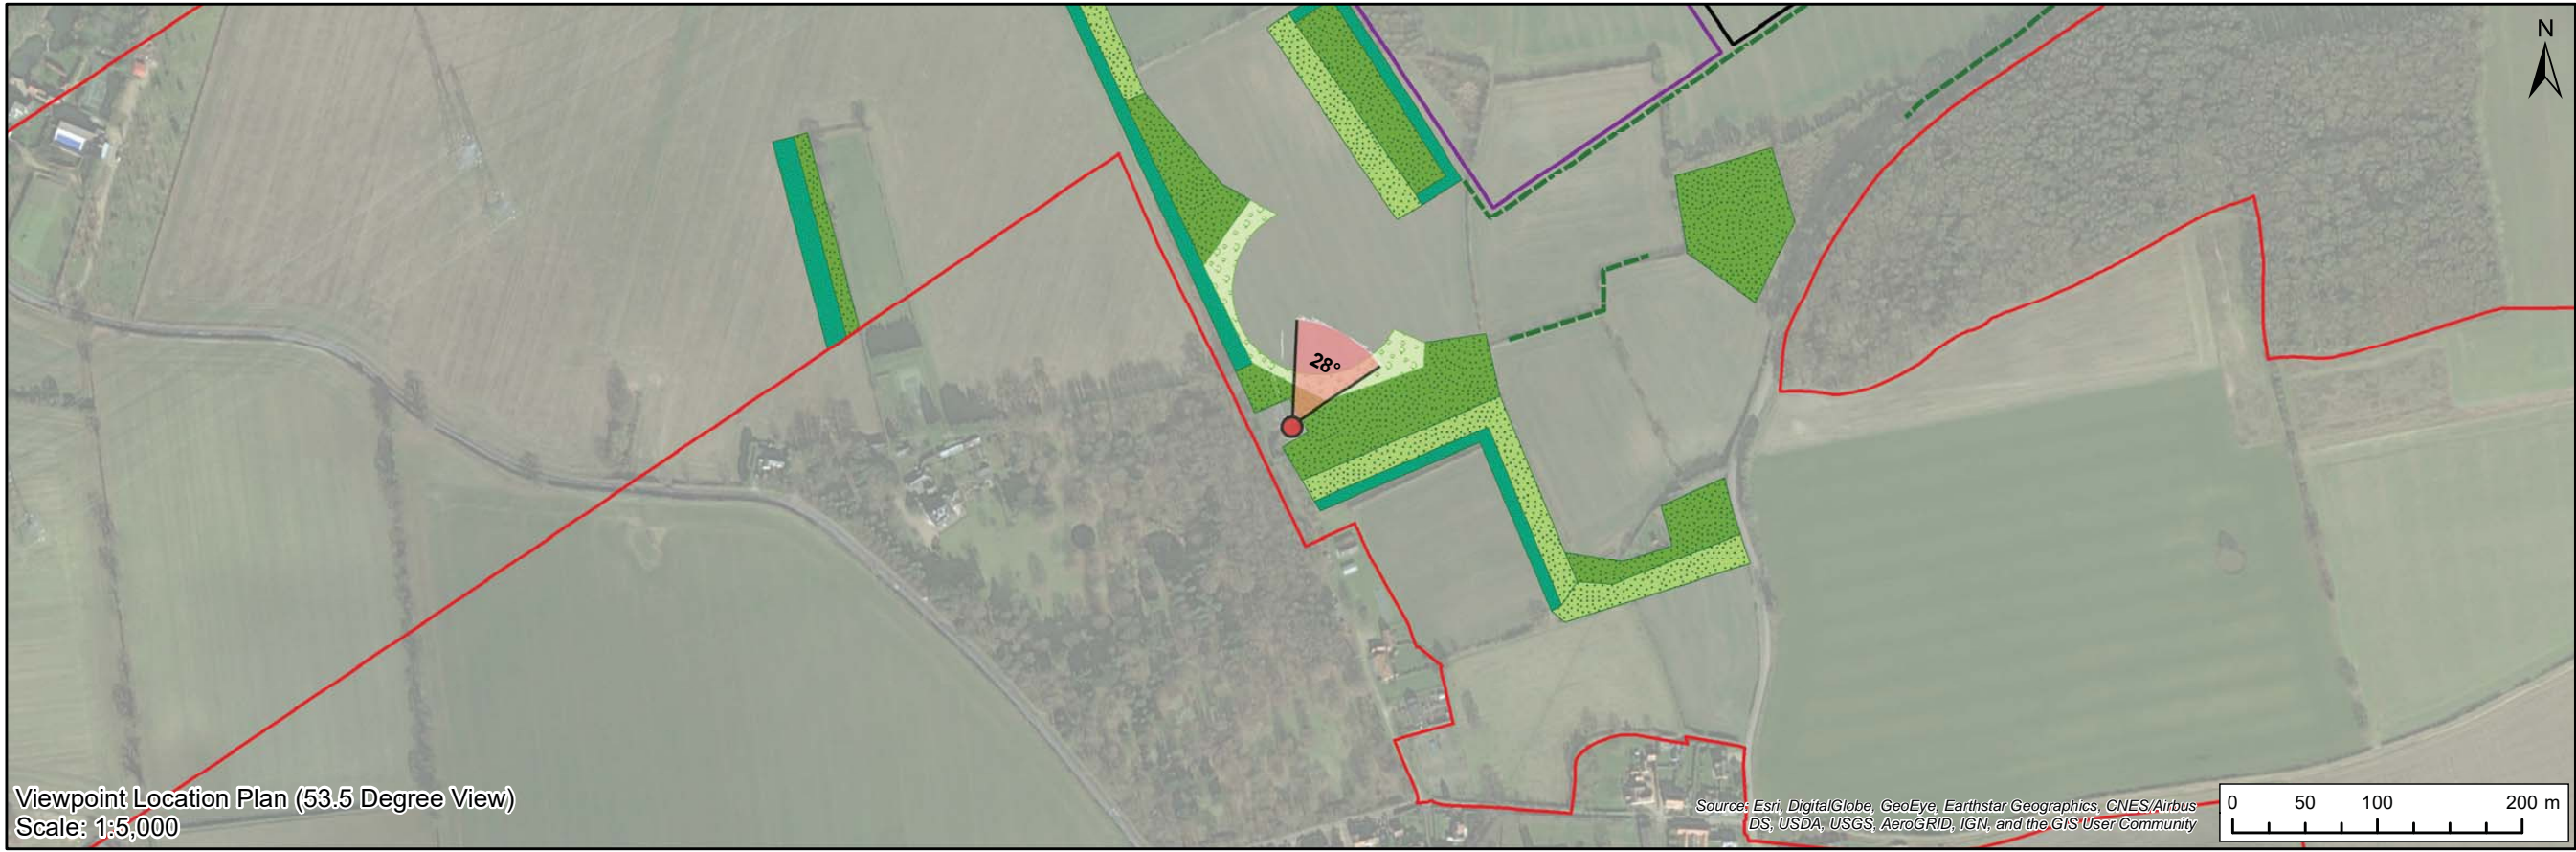 N
28°
Viewpoint Location Plan (53.5 Degree View)
Scale: 1:5,000
Source: Esri, DigitalGlobe, GeoEye, Earthstar Geographics, CNES/Airbus
DS, USDA, USGS, AeroGRID, IGN, and the GIS User Community
0 50 100 200 m